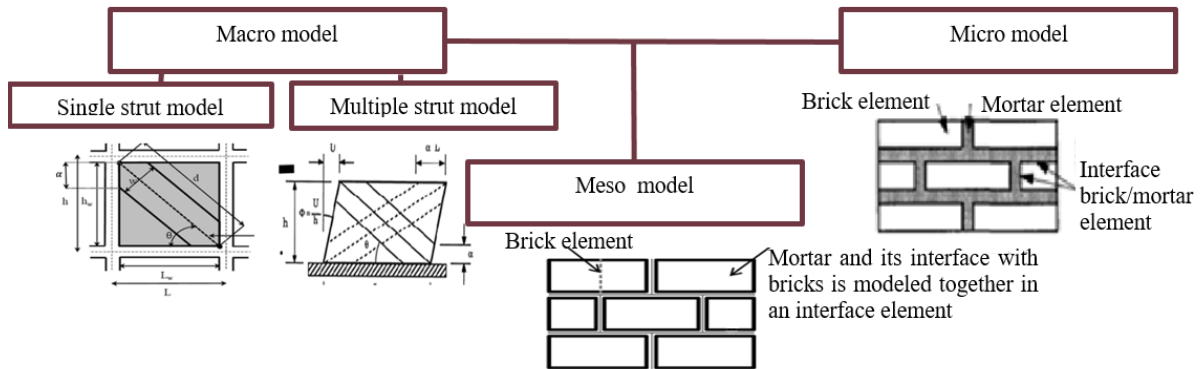 Macro model
Micro model
Single strut model
Multiple strut model
Meso model
Brick element
Mortar element
Interface
brick/mortar
element
Brick element
Mortar and its interface with
bricks is modeled together in
an interface element
α
h
h
w
d
θ
L
L
U
α L
h
θ
α